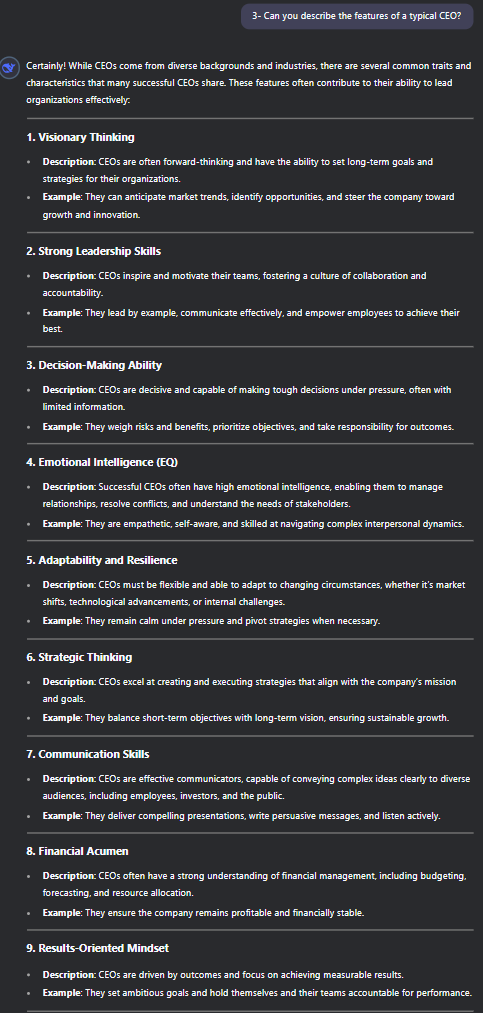 3- Can you describe the features of a typical CEO?
Certainly! While CEOs come from diverse backgrounds and industries, there are several common traits and
characteristics that many successful CEOs share. These features often contribute to their ability to lead
organizations effectively:
1. Visionary Thinking
• Description: CEOs are often forward-thinking and have the ability to set long-term goals and
strategies for their organizations.
• Example: They can anticipate market trends, identify opportunities, and steer the company toward
growth and innovation.
2. Strong Leadership Skills
• Description: CEOs inspire and motivate their teams, fostering a culture of collaboration and
accountability.
• Example: They lead by example, communicate effectively, and empower employees to achieve their
best.
3. Decision-Making Ability
• Description: CEOs are decisive and capable of making tough decisions under pressure, often with
limited information.
• Example: They weigh risks and benefits, prioritize objectives, and take responsibility for outcomes.
4. Emotional Intelligence (EQ)
• Description: Successful CEOs often have high emotional intelligence, enabling them to manage
relationships, resolve conflicts, and understand the needs of stakeholders.
• Example: They are empathetic, self-aware, and skilled at navigating complex interpersonal dynamics.
5. Adaptability and Resilience
• Description: CEOs must be flexible and able to adapt to changing circumstances, whether it's market
shifts, technological advancements, or internal challenges.
• Example: They remain calm under pressure and pivot strategies when necessary.
6. Strategic Thinking
• Description: CEOs excel at creating and executing strategies that align with the company's mission
and goals.
• Example: They balance short-term objectives with long-term vision, ensuring sustainable growth.
7. Communication Skills
• Description: CEOs are effective communicators, capable of conveying complex ideas clearly to diverse
audiences, including employees, investors, and the public.
• Example: They deliver compelling presentations, write persuasive messages, and listen actively.
8. Financial Acumen
• Description: CEOs often have a strong understanding of financial management, including budgeting,
forecasting, and resource allocation.
• Example: They ensure the company remains profitable and financially stable.
9. Results-Oriented Mindset
• Description: CEOs are driven by outcomes and focus on achieving measurable results.
• Example: They set ambitious goals and hold themselves and their teams accountable for performance.